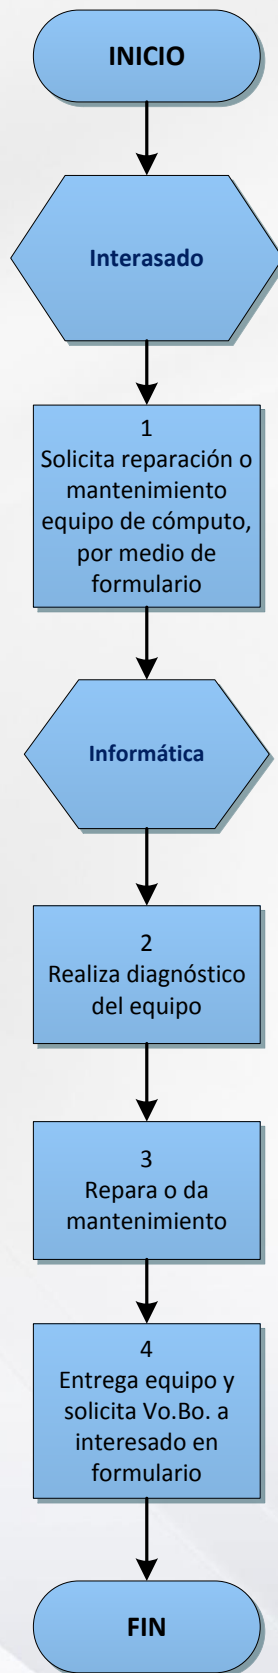 INICIO
Interasado
1
Solicita reparación o
mantenimiento
equipo de cómputo,
por medio de
formulario
Informática
2
Realiza diagnóstico
del equipo
3
Repara o da
mantenimiento
4
Entrega equipo y
solicita Vo.Bo. a
interesado en
formulario
FIN